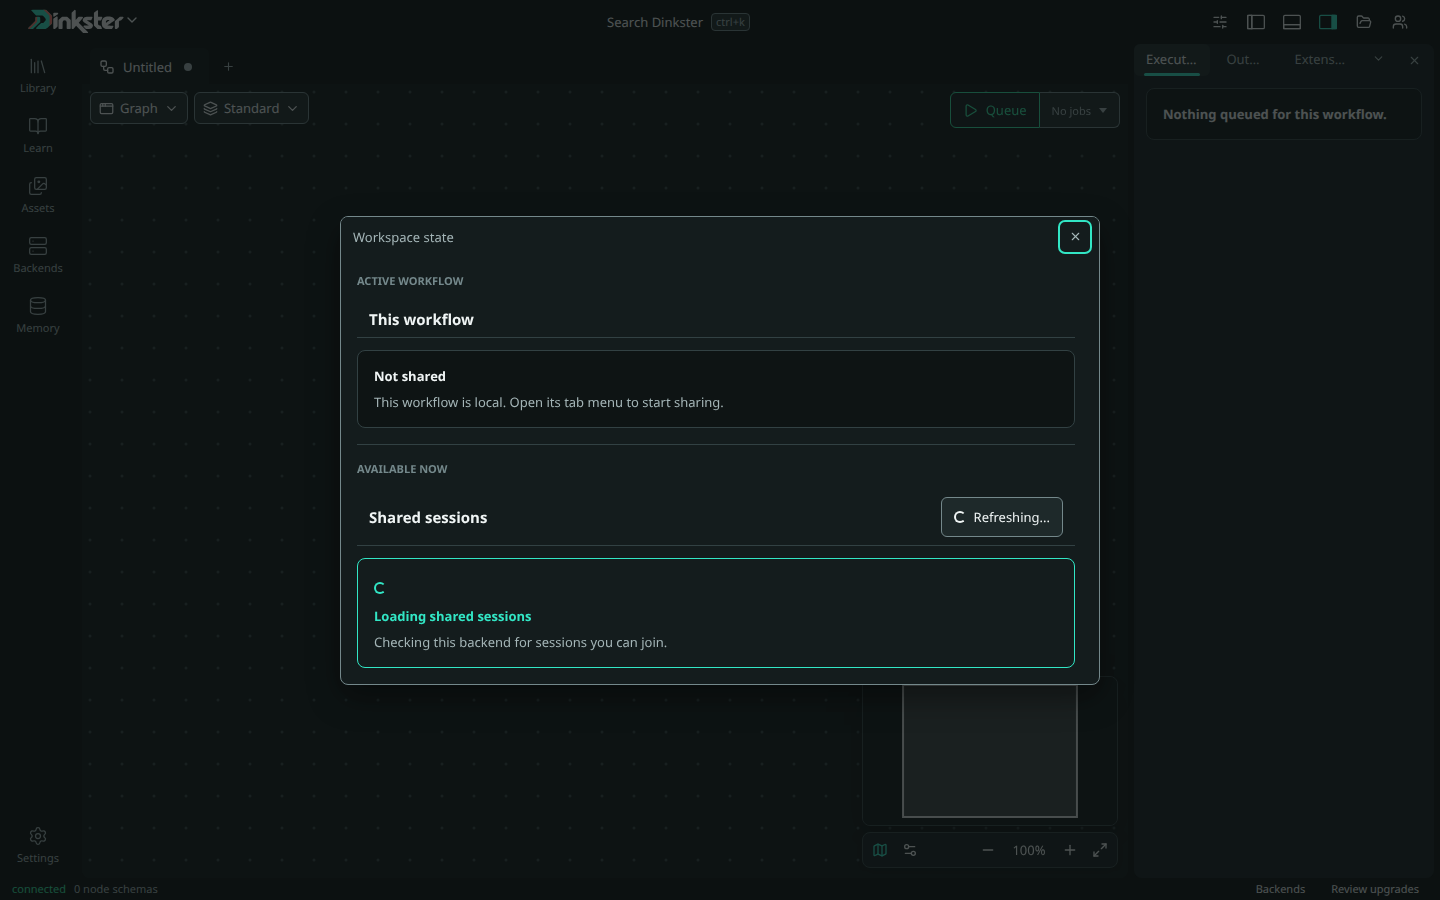 Dinkster
Search Dinkster ctrl+k
Library
Learn
Assets
Backends
Memory
Settings
Untitled
Graph
Standard
Queue
No jobs
Execut...
Out...
Extens...
Nothing queued for this workflow.
Workspace state
ACTIVE WORKFLOW
This workflow
Not shared
This workflow is local. Open its tab menu to start sharing.
AVAILABLE NOW
Shared sessions
Refreshing...
Loading shared sessions
Checking this backend for sessions you can join.
100%
connected 0 node schemas
Backends
Review upgrades